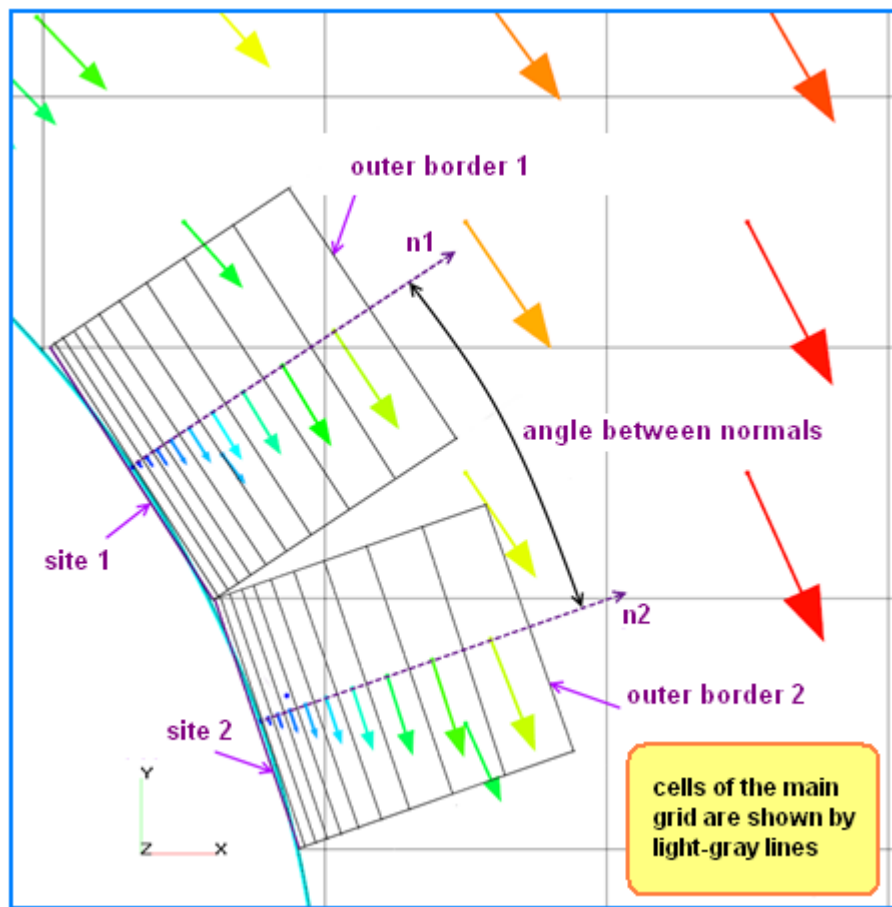 outer border 1
n1
angle between normals
site 1
n2
outer border 2
site 2
Y
Z
X
cells of the main
grid are shown by
light-gray lines